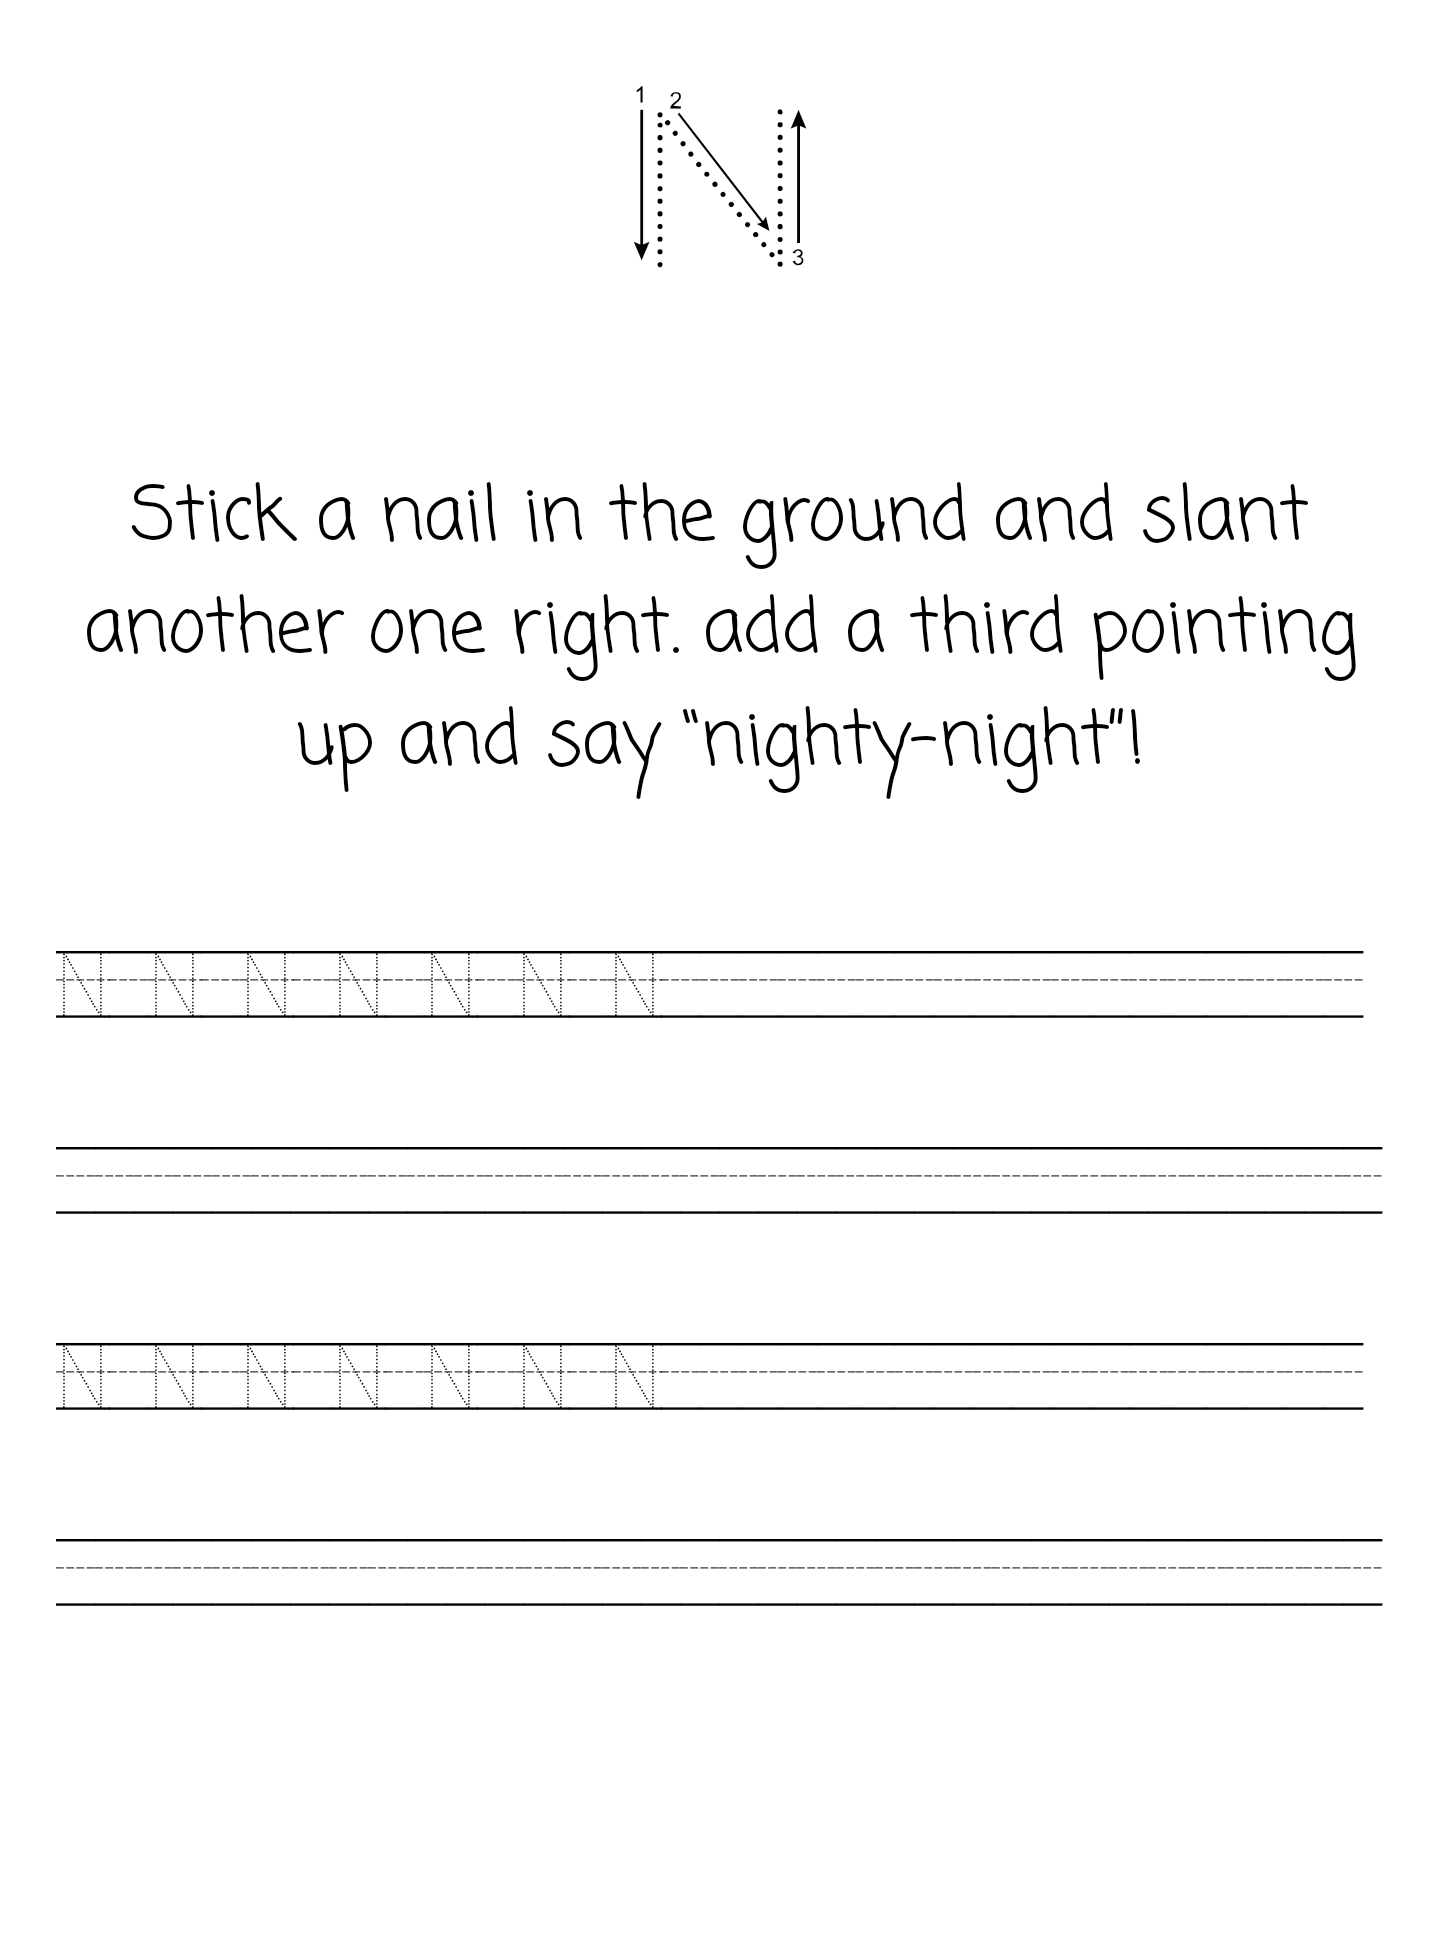 1 2
N
3
Stick a nail in the ground and slant
another one right. add a third pointing
up and say "nighty-night"!
N N N N N N N
N N N N N N N